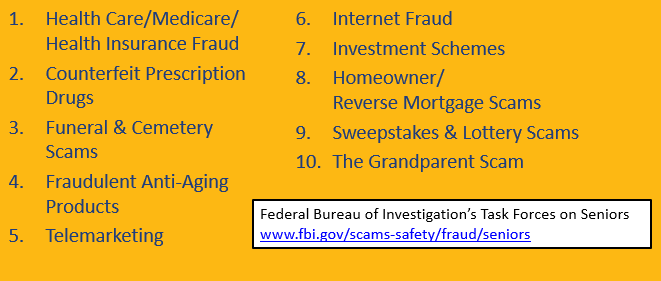 1. Health Care/Medicare/
Health Insurance Fraud
2. Counterfeit Prescription
Drugs
3. Funeral & Cemetery
Scams
4. Fraudulent Anti-Aging
Products
5. Telemarketing
6. Internet Fraud
7. Investment Schemes
8. Homeowner/
Reverse Mortgage Scams
9. Sweepstakes & Lottery Scams
10. The Grandparent Scam
Federal Bureau of Investigation's Task Forces on Seniors
www.fbi.gov/scams-safety/fraud/seniors